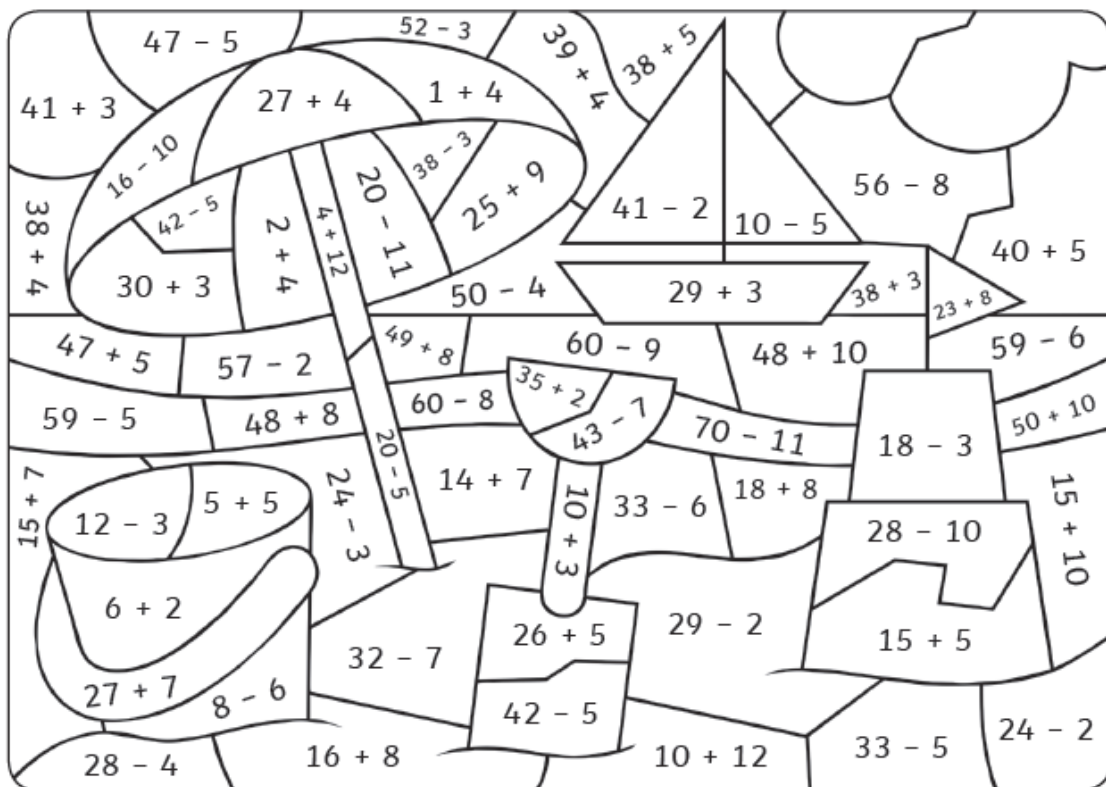 47 – 5
52 – 3
39 + 4
38 + 5
41 + 3
27 + 4
1 + 4
16 – 10
38 – 3
56 – 8
42 – 5
20 – 11
25 + 9
41 – 2
10 – 5
38 + 4
2 + 4
4 + 12
40 + 5
30 + 3
50 – 4
29 + 3
38 + 3
23 + 8
47 + 5
57 – 2
49 + 8
60 – 9
48 + 10
59 – 6
59 – 5
48 + 8
60 – 8
35 + 2
43 – 7
70 – 11
18 – 3
50 + 10
15 + 7
12 – 3
5 + 5
24 – 3
20 – 5
14 + 7
10 + 3
33 – 6
18 + 8
28 – 10
15 + 10
6 + 2
32 – 7
26 + 5
29 – 2
15 + 5
27 + 7
8 – 6
42 – 5
28 – 4
16 + 8
10 + 12
33 – 5
24 – 2